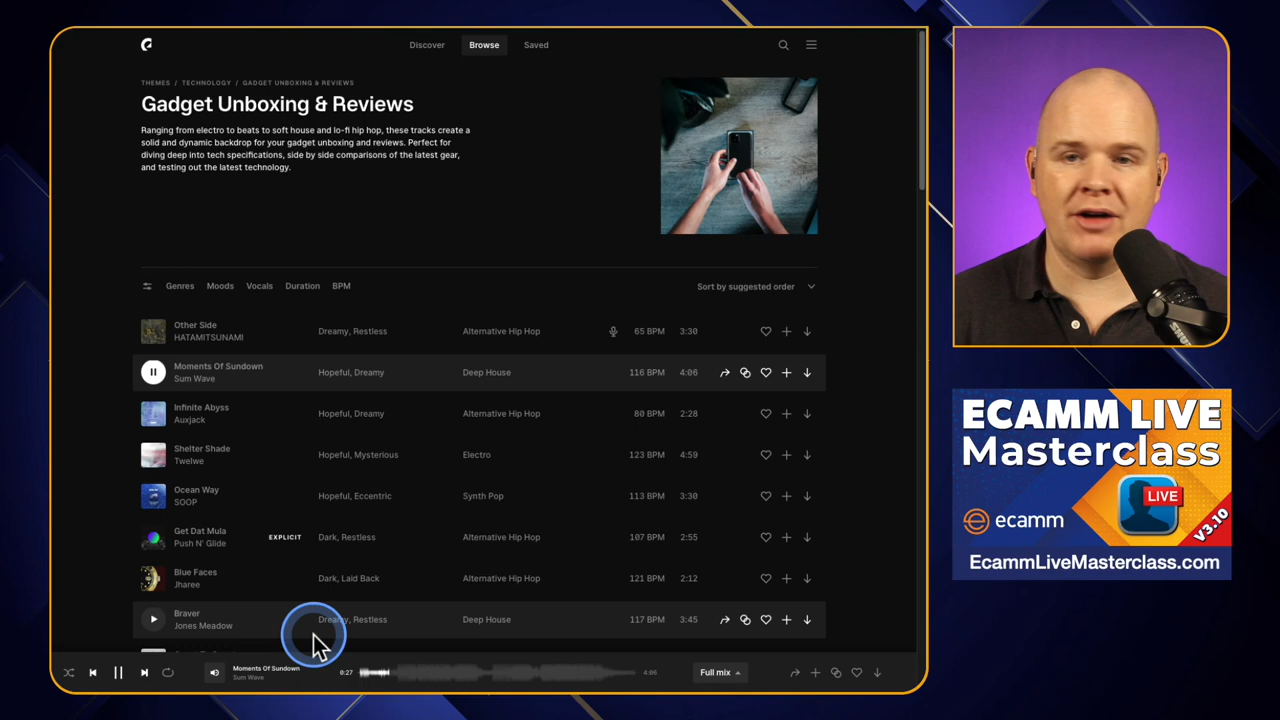 Discover Browse Saved
THEMES / TECHNOLOGY / GADGET UNBOXING & REVIEWS
Gadget Unboxing & Reviews
Ranging from electro to beats to soft house and lo-fi hip hop, these tracks create a
solid and dynamic backdrop for your gadget unboxing and reviews. Perfect for
diving deep into tech specifications, side by side comparisons of the latest gear,
and testing out the latest technology.
Genres Moods Vocals Duration BPM Sort by suggested order
Other Side
HATAMITSUNAMI
Dreamy, Restless Alternative Hip Hop 65 BPM 3:30
Moments Of Sundown
Sum Wave
Hopeful, Dreamy Deep House 116 BPM 4:06
Infinite Abyss
Auxjack
Hopeful, Dreamy Alternative Hip Hop 80 BPM 2:28
Shelter Shade
Twelwe
Hopeful, Mysterious Electro 123 BPM 4:59
Ocean Way
SOOP
Hopeful, Eccentric Synth Pop 113 BPM 3:30
Get Dat Mula
Push N' Glide
EXPLICIT Dark, Restless Alternative Hip Hop 107 BPM 2:55
Blue Faces
Jharee
Dark, Laid Back Alternative Hip Hop 121 BPM 2:12
Braver
Jones Meadow
Dreamy, Restless Deep House 117 BPM 3:45
Moments Of Sundown
Sum Wave
0:27 4:06 Full mix
SHURE
ECAMM LIVE
Masterclass
LIVE
ecamm
v3.10
EcammLiveMasterclass.com